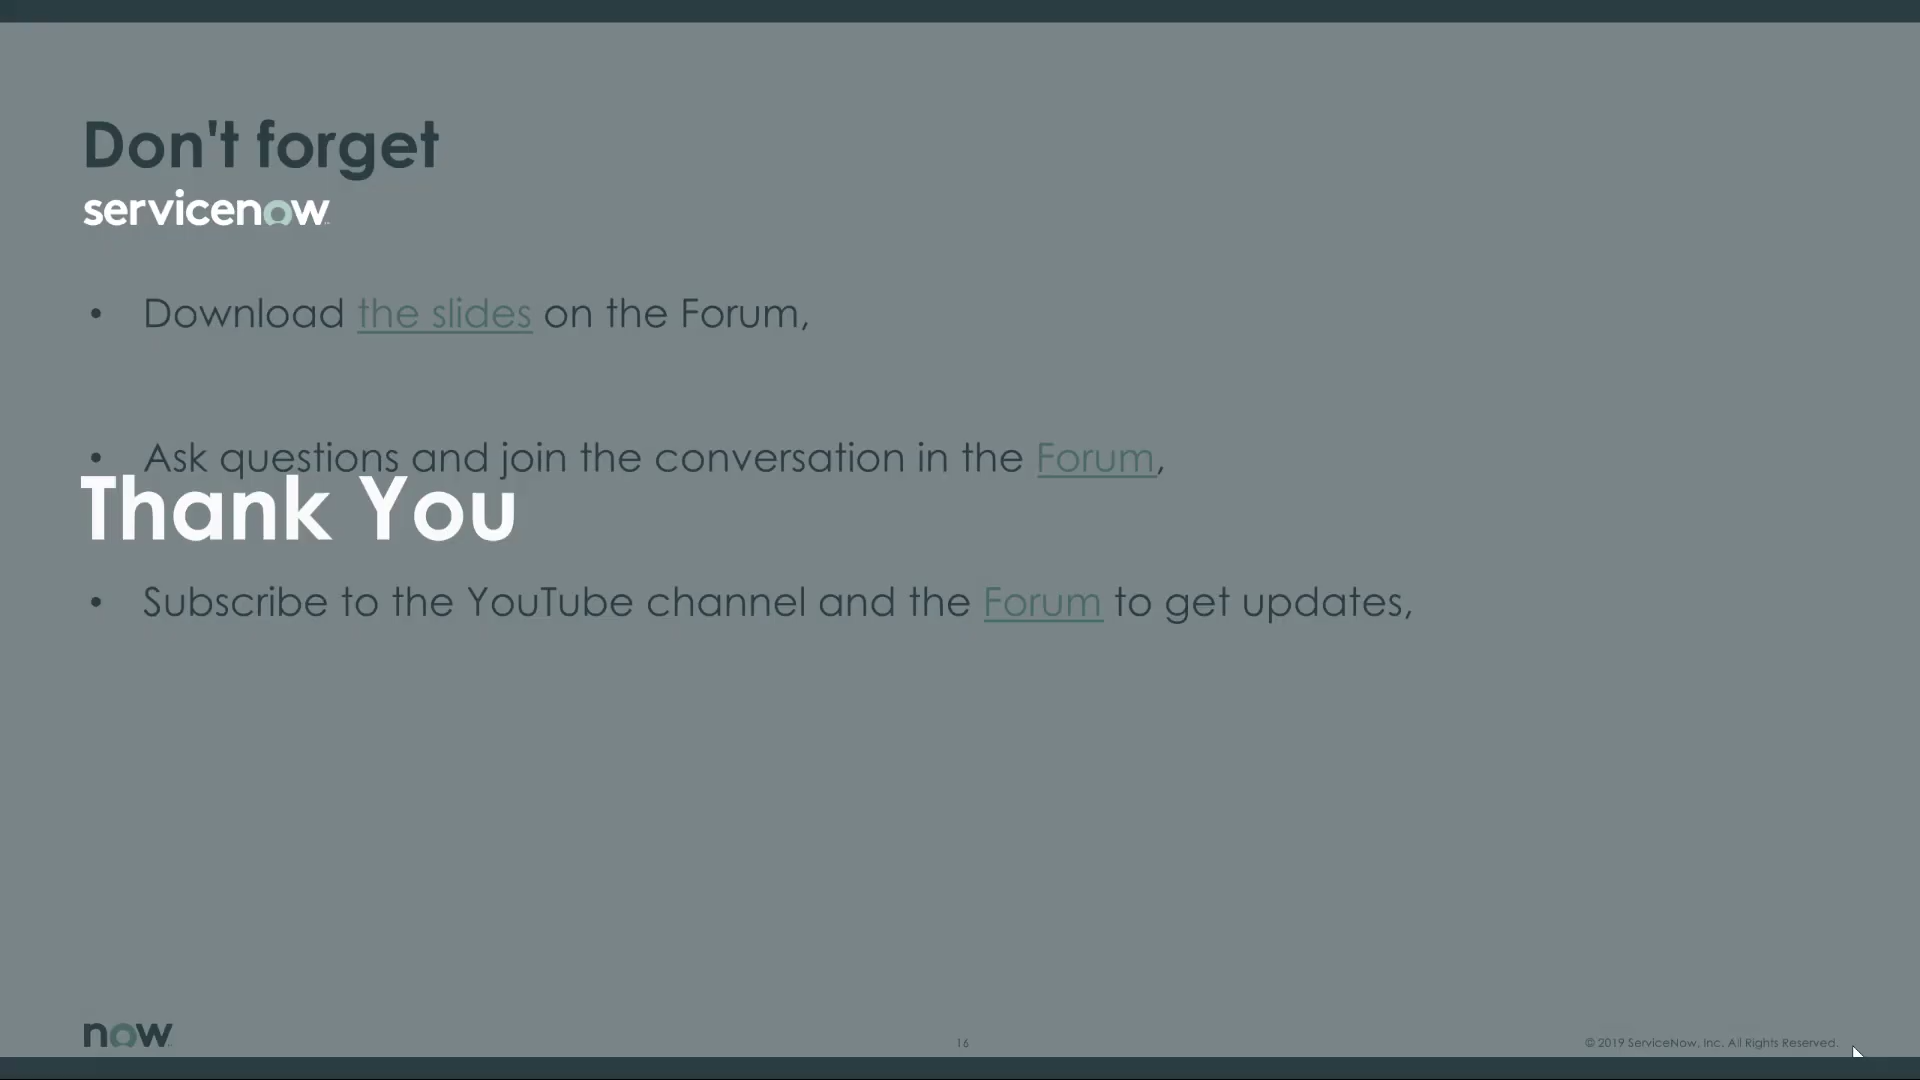 Don't forget
servicenow
• Download the slides on the Forum,
• Ask questions and join the conversation in the Forum,
Thank You
• Subscribe to the YouTube channel and the Forum to get updates,
now
16
© 2019 ServiceNow, Inc. All Rights Reserved.